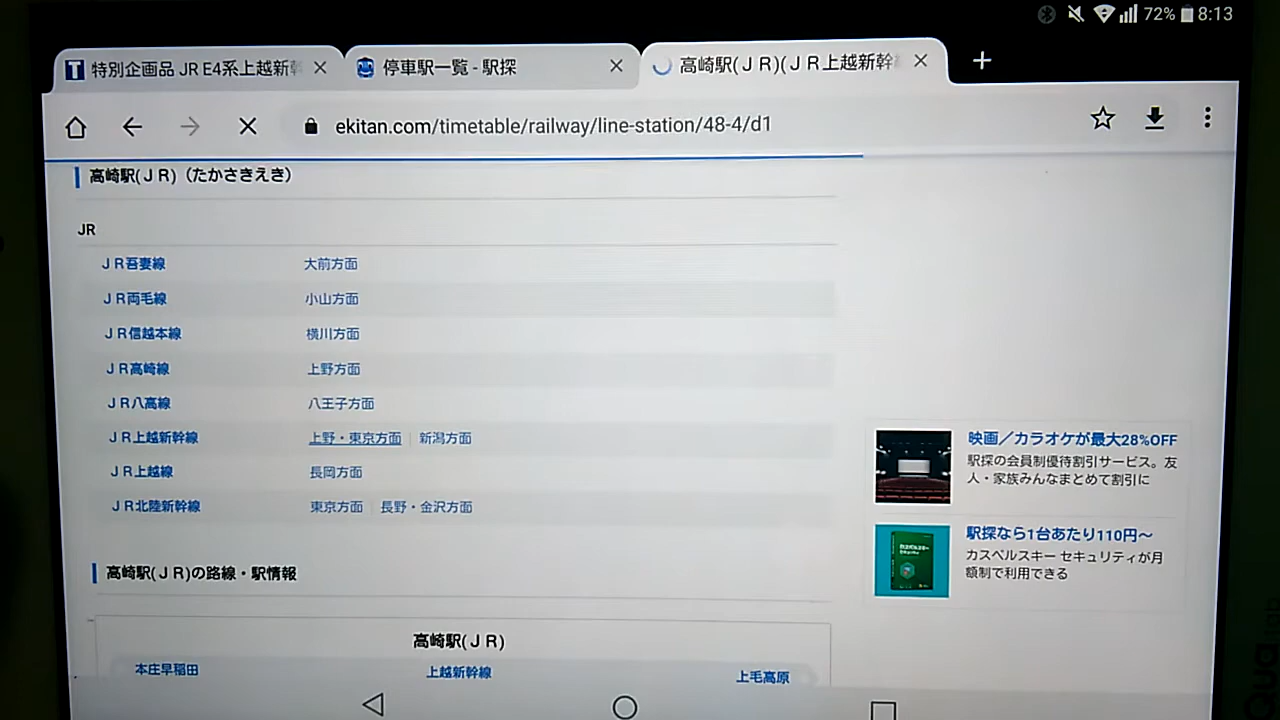 72% 8:13
特別企画品 JR E4系上越新幹
停車駅一覧 - 駅探
高崎駅(ＪＲ)(ＪＲ上越新幹
ekitan.com/timetable/railway/line-station/48-4/d1
高崎駅(ＪＲ)（たかさきえき）
JR
ＪＲ吾妻線 大前方面
ＪＲ両毛線 小山方面
ＪＲ信越本線 横川方面
ＪＲ高崎線 上野方面
ＪＲ八高線 八王子方面
ＪＲ上越新幹線 上野・東京方面 新潟方面
ＪＲ上越線 長岡方面
ＪＲ北陸新幹線 東京方面 長野・金沢方面
映画／カラオケが最大28%OFF
駅探の会員制優待割引サービス。友
人・家族みんなまとめて割引に
駅探なら1台あたり110円～
カスペルスキー セキュリティが月
額制で利用できる
高崎駅(ＪＲ)の路線・駅情報
高崎駅(ＪＲ)
本庄早稲田 上越新幹線 上毛高原
Qua